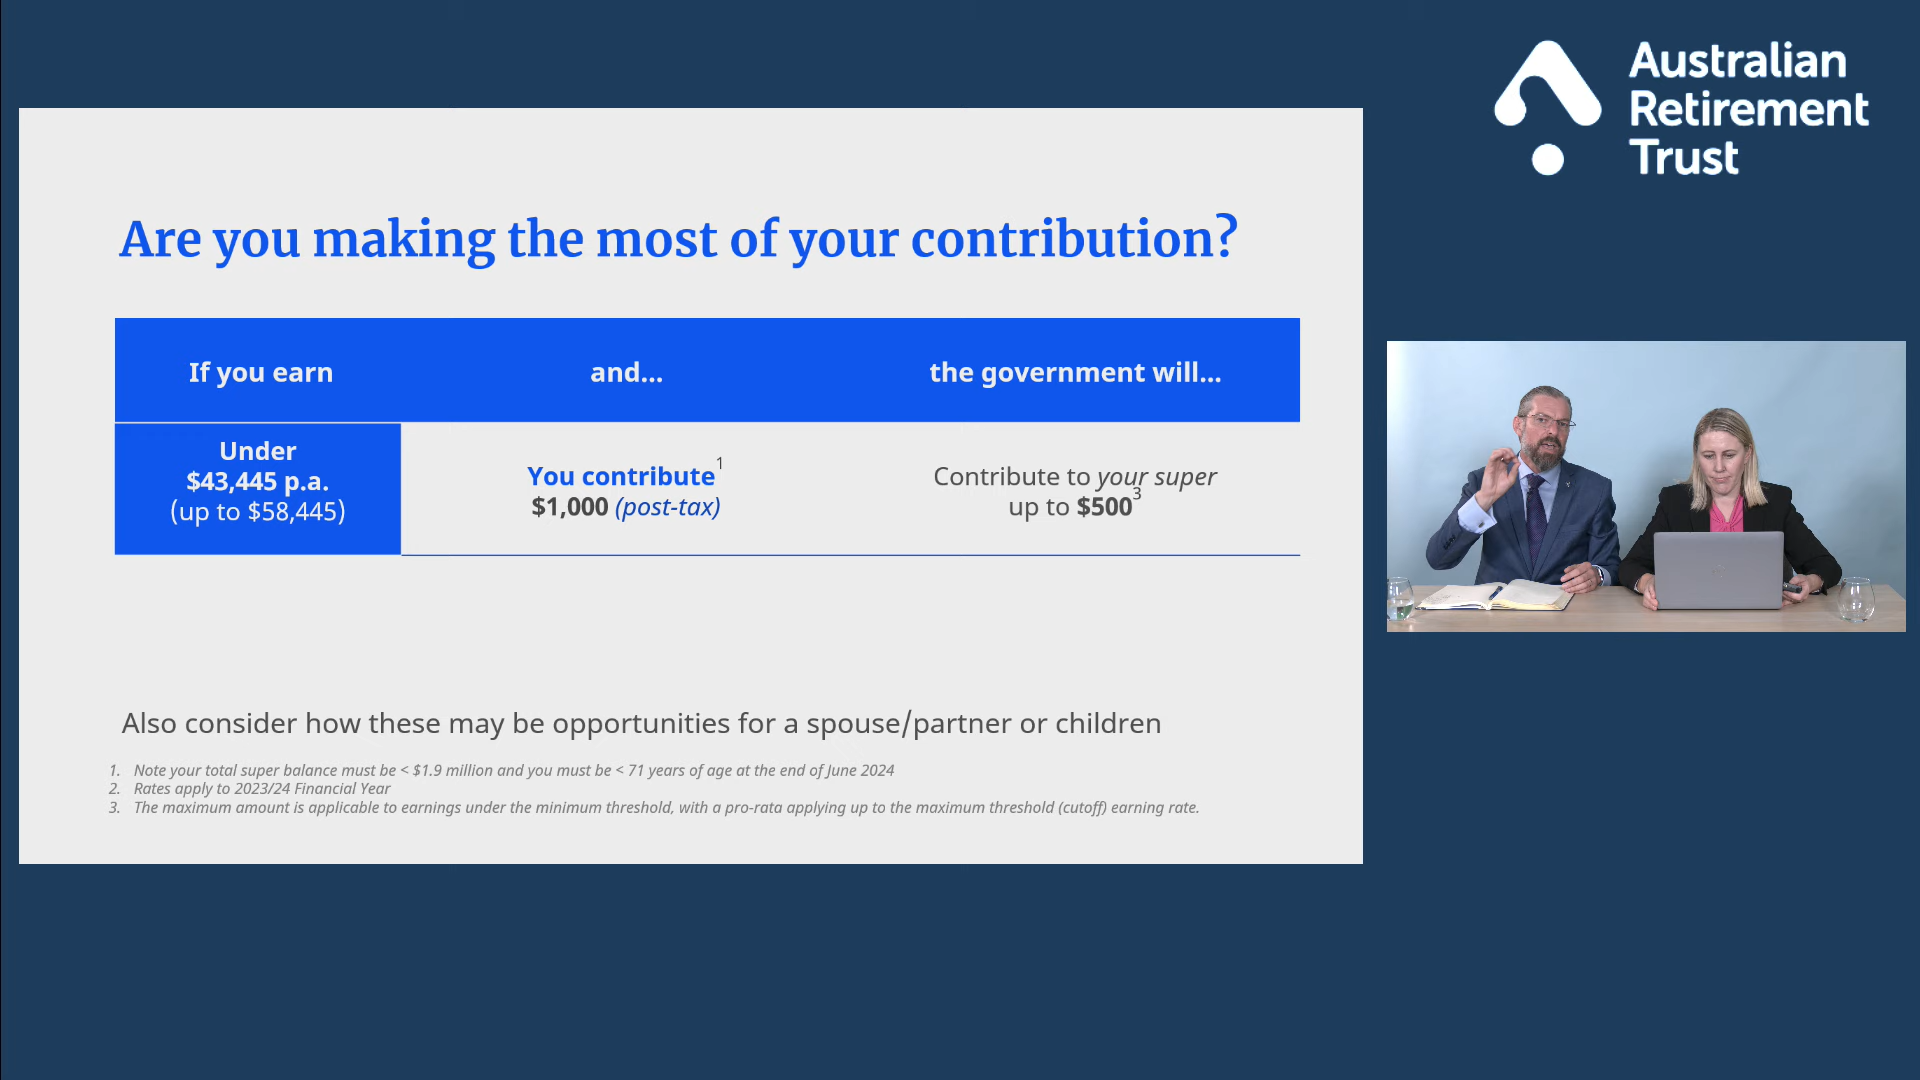 Australian
Retirement
Trust
Are you making the most of your contribution?
If you earn
and...
the government will...
Under
$43,445 p.a.
(up to $58,445)
You contribute1
$1,000 (post-tax)
Contribute to your super
up to $5003
Also consider how these may be opportunities for a spouse/partner or children
1. Note your total super balance must be < $1.9 million and you must be < 71 years of age at the end of June 2024
2. Rates apply to 2023/24 Financial Year
3. The maximum amount is applicable to earnings under the minimum threshold, with a pro-rata applying up to the maximum threshold (cutoff) earning rate.